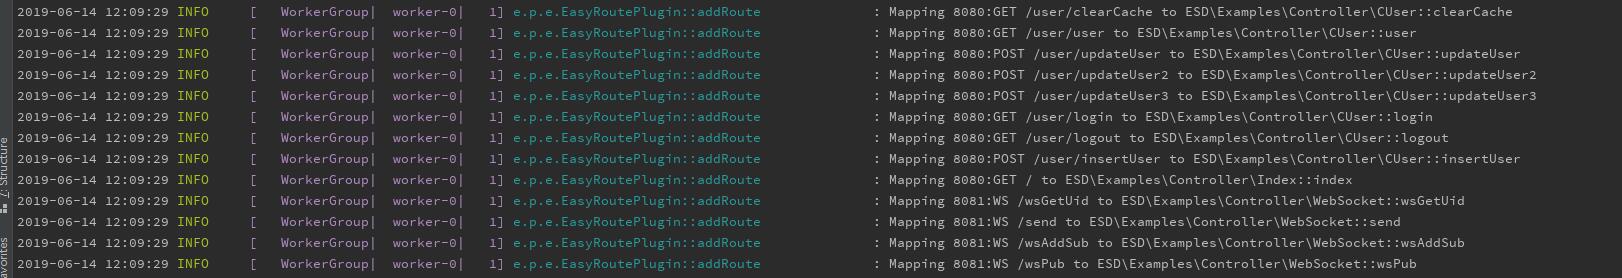 2019-06-14 12:09:29 INFO [ WorkerGroup| worker-0| 1] e.p.e.EasyRoutePlugin::addRoute : Mapping 8080:GET /user/clearCache to ESD\Examples\Controller\CUser::clearCache
2019-06-14 12:09:29 INFO [ WorkerGroup| worker-0| 1] e.p.e.EasyRoutePlugin::addRoute : Mapping 8080:GET /user/user to ESD\Examples\Controller\CUser::user
2019-06-14 12:09:29 INFO [ WorkerGroup| worker-0| 1] e.p.e.EasyRoutePlugin::addRoute : Mapping 8080:POST /user/updateUser to ESD\Examples\Controller\CUser::updateUser
2019-06-14 12:09:29 INFO [ WorkerGroup| worker-0| 1] e.p.e.EasyRoutePlugin::addRoute : Mapping 8080:POST /user/updateUser2 to ESD\Examples\Controller\CUser::updateUser2
2019-06-14 12:09:29 INFO [ WorkerGroup| worker-0| 1] e.p.e.EasyRoutePlugin::addRoute : Mapping 8080:POST /user/updateUser3 to ESD\Examples\Controller\CUser::updateUser3
2019-06-14 12:09:29 INFO [ WorkerGroup| worker-0| 1] e.p.e.EasyRoutePlugin::addRoute : Mapping 8080:GET /user/login to ESD\Examples\Controller\CUser::login
2019-06-14 12:09:29 INFO [ WorkerGroup| worker-0| 1] e.p.e.EasyRoutePlugin::addRoute : Mapping 8080:GET /user/logout to ESD\Examples\Controller\CUser::logout
2019-06-14 12:09:29 INFO [ WorkerGroup| worker-0| 1] e.p.e.EasyRoutePlugin::addRoute : Mapping 8080:POST /user/insertUser to ESD\Examples\Controller\CUser::insertUser
2019-06-14 12:09:29 INFO [ WorkerGroup| worker-0| 1] e.p.e.EasyRoutePlugin::addRoute : Mapping 8080:GET / to ESD\Examples\Controller\Index::index
2019-06-14 12:09:29 INFO [ WorkerGroup| worker-0| 1] e.p.e.EasyRoutePlugin::addRoute : Mapping 8081:WS /wsGetUid to ESD\Examples\Controller\WebSocket::wsGetUid
2019-06-14 12:09:29 INFO [ WorkerGroup| worker-0| 1] e.p.e.EasyRoutePlugin::addRoute : Mapping 8081:WS /send to ESD\Examples\Controller\WebSocket::send
2019-06-14 12:09:29 INFO [ WorkerGroup| worker-0| 1] e.p.e.EasyRoutePlugin::addRoute : Mapping 8081:WS /wsAddSub to ESD\Examples\Controller\WebSocket::wsAddSub
2019-06-14 12:09:29 INFO [ WorkerGroup| worker-0| 1] e.p.e.EasyRoutePlugin::addRoute : Mapping 8081:WS /wsPub to ESD\Examples\Controller\WebSocket::wsPub
7: Structure
avorites